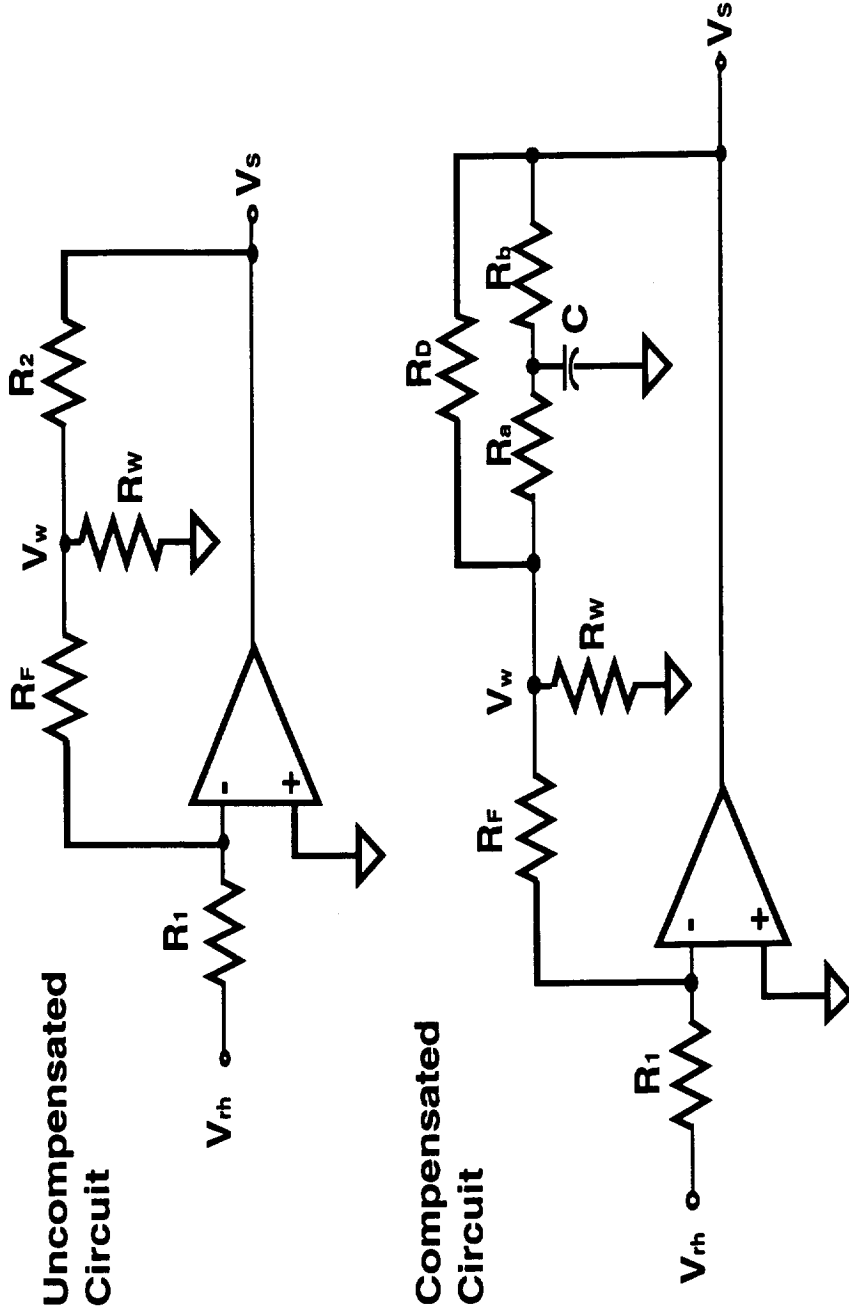 Uncompensated
Circuit
Vrh
R1
RF
Vw
RW
R2
VS
-
+
Compensated
Circuit
Vrh
R1
RF
Vw
RW
RD
Ra
Rb
C
VS
-
+